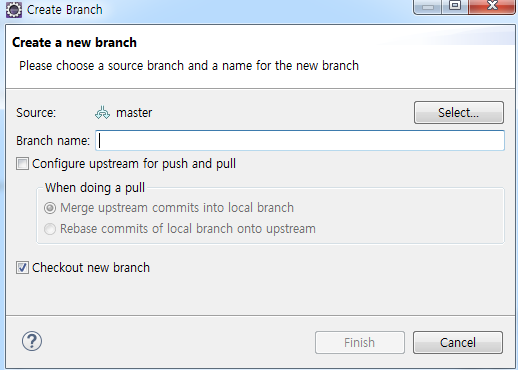 Create Branch
Create a new branch
Please choose a source branch and a name for the new branch
Source: master Select...
Branch name:
Configure upstream for push and pull
When doing a pull
Merge upstream commits into local branch
Rebase commits of local branch onto upstream
Checkout new branch
? Finish Cancel